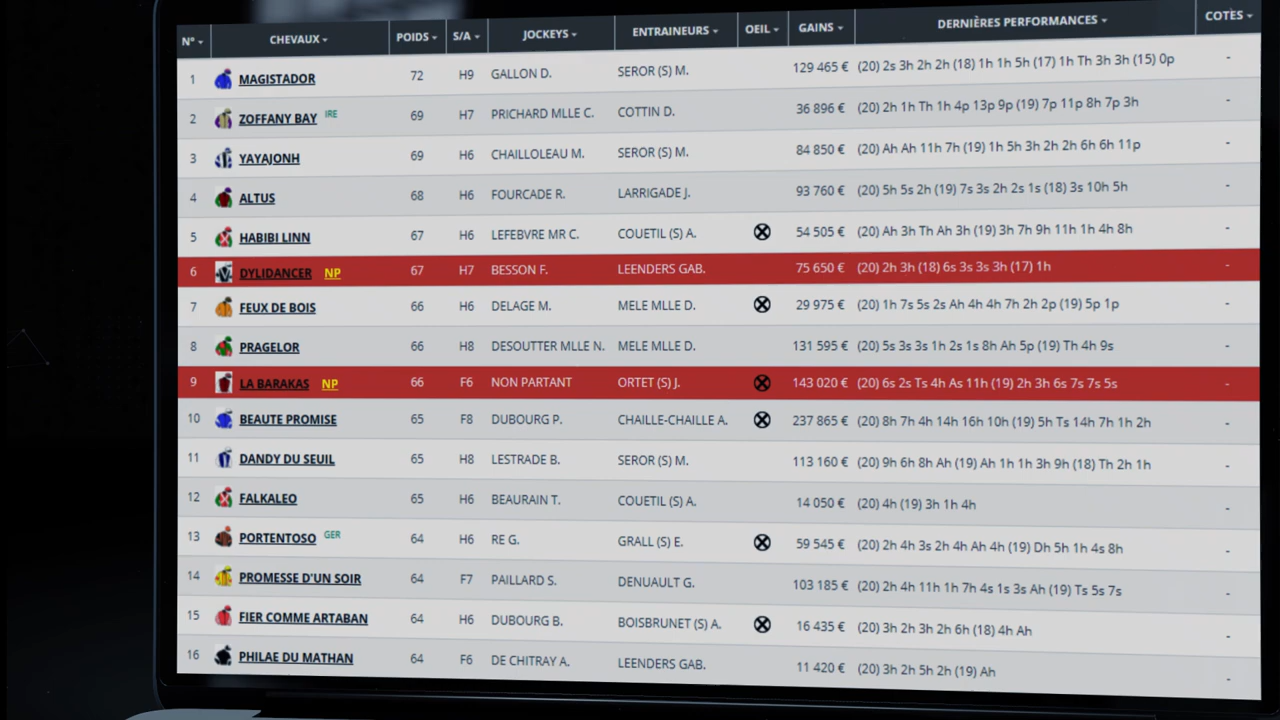 N° CHEVAUX POIDS S/A JOCKEYS ENTRAINEURS OEIL GAINS DERNIÈRES PERFORMANCES COTES
1 MAGISTADOR 72 H9 GALLON D. SEROR (S) M. 129 465 € (20) 2s 3h 2h 2h (18) 1h 1h 5h (17) 1h Th 3h 3h (15) 0p -
2 ZOFFANY BAY IRE 69 H7 PRICHARD MLLE C. COTTIN D. 36 896 € (20) 2h 1h Th 1h 4p 13p 9p (19) 7p 11p 8h 7p 3h -
3 YAYAJONH 69 H6 CHAILLOLEAU M. SEROR (S) M. 84 850 € (20) Ah Ah 11h 7h (19) 1h 5h 3h 2h 2h 6h 6h 11p -
4 ALTUS 68 H6 FOURCADE R. LARRIGADE J. 93 760 € (20) 5h 5s 2h (19) 7s 3s 2h 2s 1s (18) 3s 10h 5h -
5 HABIBI LINN 67 H6 LEFEBVRE MR C. COUETIL (S) A. 54 505 € (20) Ah 3h Th Ah 3h (19) 3h 7h 9h 11h 1h 4h 8h -
6 DYLIDANCER NP 67 H7 BESSON F. LEENDERS GAB. 75 650 € (20) 2h 3h (18) 6s 3s 3s 3h (17) 1h -
7 FEUX DE BOIS 66 H6 DELAGE M. MELE MLLE D. 29 975 € (20) 1h 7s 5s 2s Ah 4h 4h 7h 2h 2p (19) 5p 1p -
8 PRAGELOR 66 H8 DESOUTTER MLLE N. MELE MLLE D. 131 595 € (20) 5s 3s 3s 1h 2s 1s 8h Ah 5p (19) Th 4h 9s -
9 LA BARAKAS NP 66 F6 NON PARTANT ORTET (S) J. 143 020 € (20) 6s 2s Ts 4h As 11h (19) 2h 3h 6s 7s 7s 5s -
10 BEAUTE PROMISE 65 F8 DUBOURG P. CHAILLE-CHAILLE A. 237 865 € (20) 8h 7h 4h 14h 16h 10h (19) 5h Ts 14h 7h 1h 2h -
11 DANDY DU SEUIL 65 H8 LESTRADE B. SEROR (S) M. 113 160 € (20) 9h 6h 8h Ah (19) Ah 1h 1h 3h 9h (18) Th 2h 1h -
12 FALKALEO 65 H6 BEAURAIN T. COUETIL (S) A. 14 050 € (20) 4h (19) 3h 1h 4h -
13 PORTENTOSO GER 64 H6 RE G. GRALL (S) E. 59 545 € (20) 2h 4h 3s 2h 4h Ah 4h (19) Dh 5h 1h 4s 8h -
14 PROMESSE D'UN SOIR 64 F7 PAILLARD S. DENUAULT G. 103 185 € (20) 2h 4h 11h 1h 7h 4s 1s 3s Ah (19) Ts 5s 7s -
15 FIER COMME ARTABAN 64 H6 DUBOURG B. BOISBRUNET (S) A. 16 435 € (20) 3h 2h 3h 2h 6h (18) 4h Ah -
16 PHILAE DU MATHAN 64 F6 DE CHITRAY A. LEENDERS GAB. 11 420 € (20) 3h 2h 5h 2h (19) Ah -